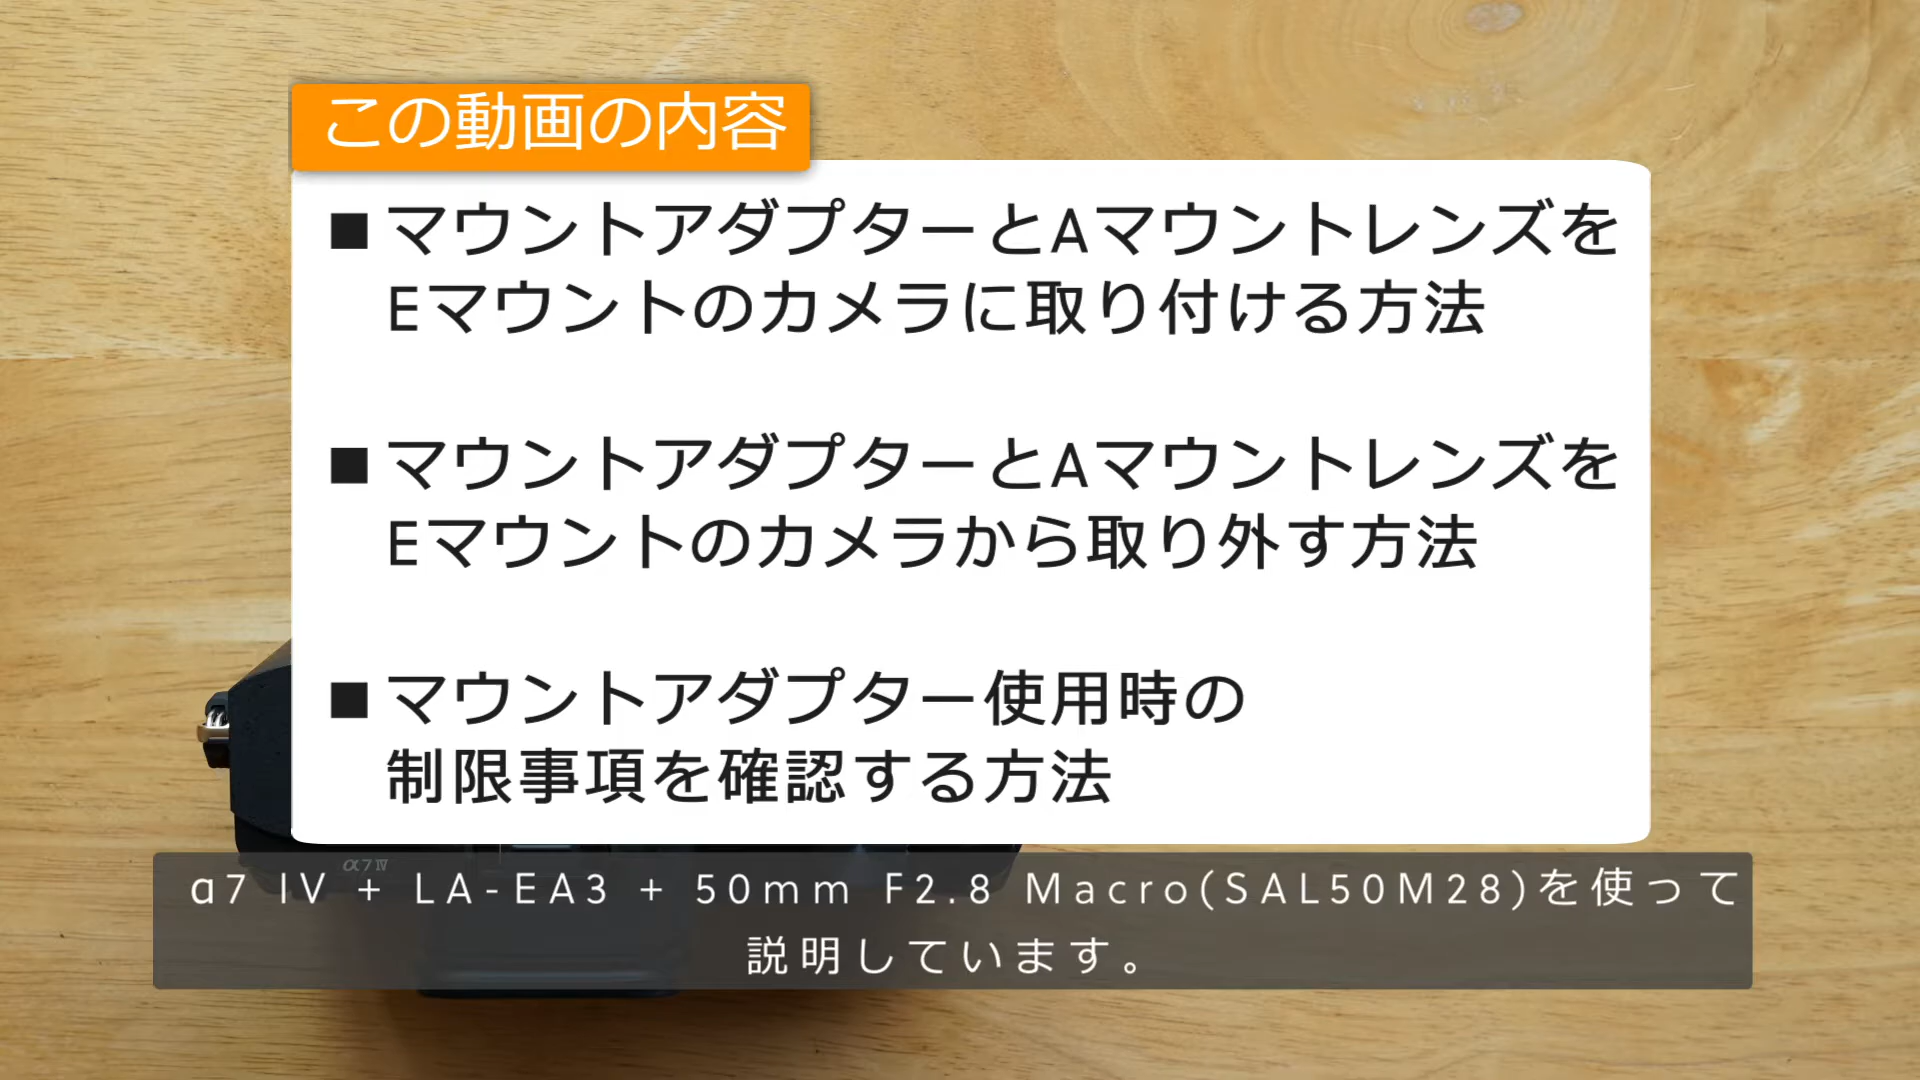 この動画の内容
■マウントアダプターとAマウントレンズを
Eマウントのカメラに取り付ける方法
■マウントアダプターとAマウントレンズを
Eマウントのカメラから取り外す方法
■マウントアダプター使用時の
制限事項を確認する方法
α7 IV
α7 IV + LA-EA3 + 50mm F2.8 Macro(SAL50M28)を使って
説明しています。